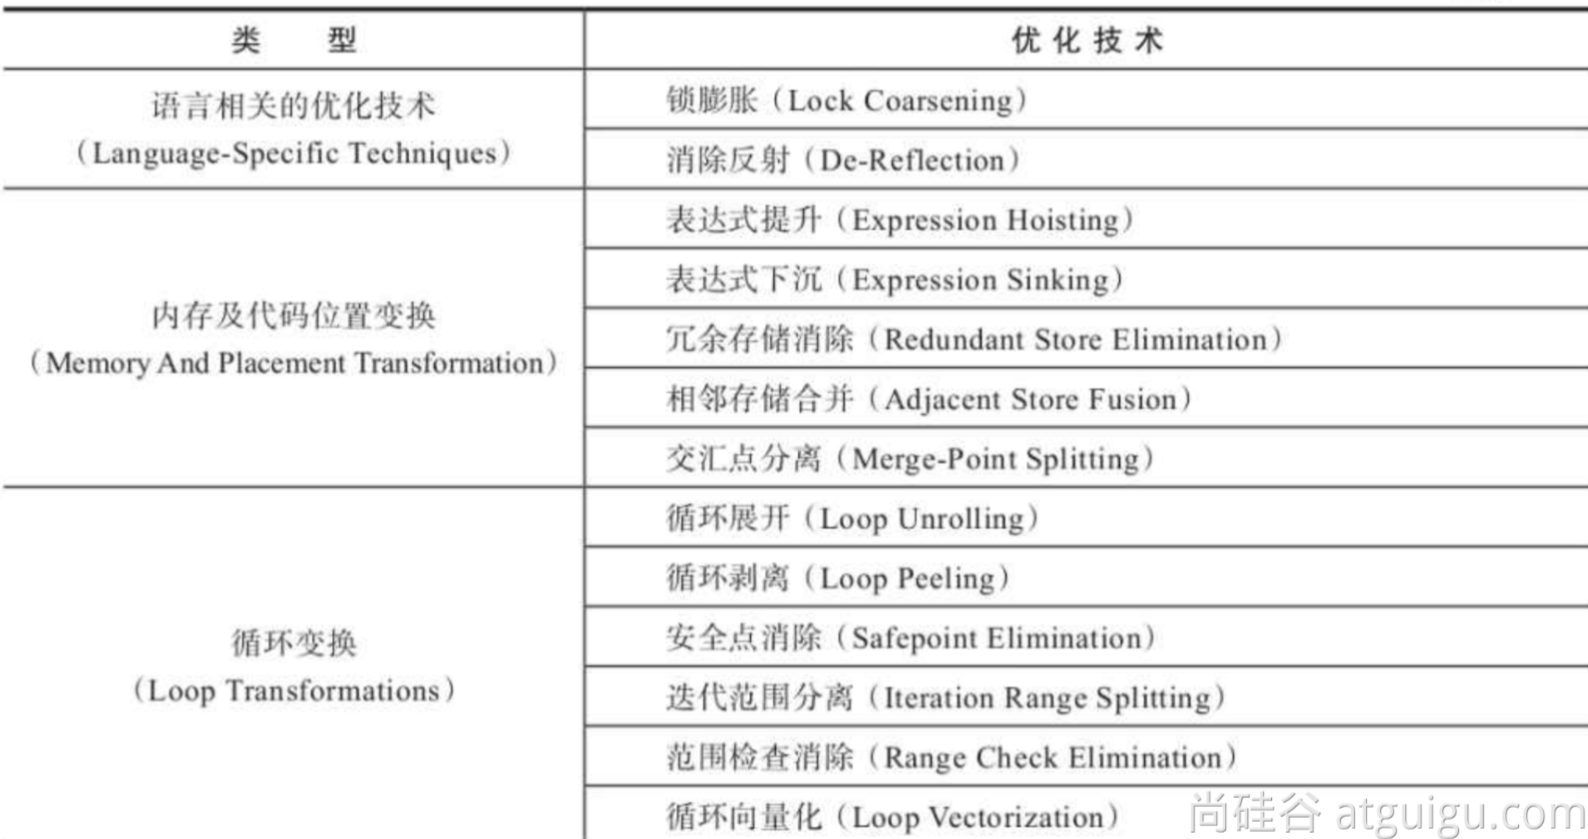 类 型
优化技术
语言相关的优化技术
（Language-Specific Techniques）
锁膨胀（Lock Coarsening）
消除反射（De-Reflection）
内存及代码位置变换
（Memory And Placement Transformation）
表达式提升（Expression Hoisting）
表达式下沉（Expression Sinking）
冗余存储消除（Redundant Store Elimination）
相邻存储合并（Adjacent Store Fusion）
交汇点分离（Merge-Point Splitting）
循环变换
（Loop Transformations）
循环展开（Loop Unrolling）
循环剥离（Loop Peeling）
安全点消除（Safepoint Elimination）
迭代范围分离（Iteration Range Splitting）
范围检查消除（Range Check Elimination）
循环向量化（Loop Vectorization）
尚硅谷 atguigu.com